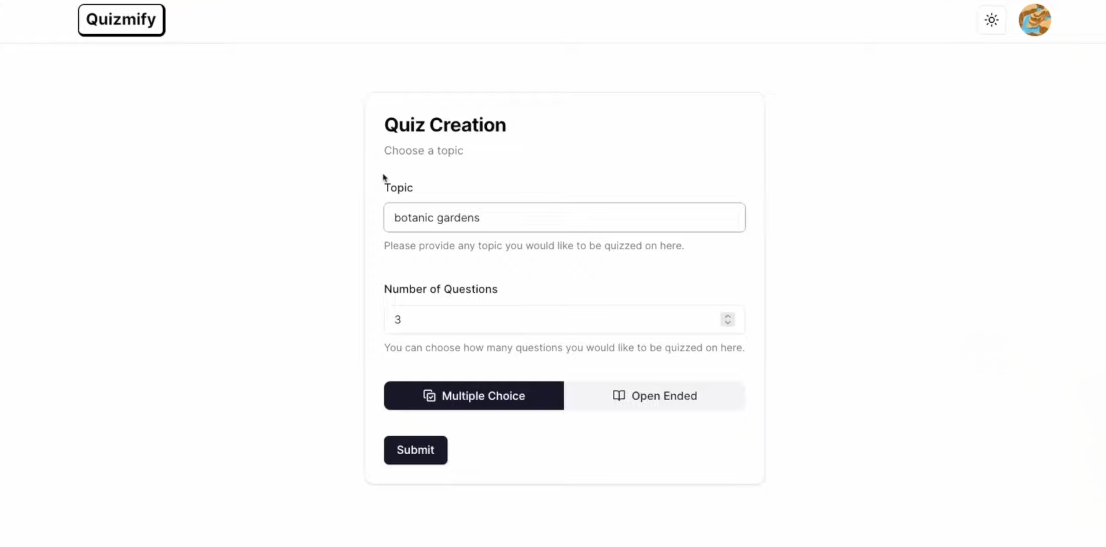 Quizmify
Quiz Creation
Choose a topic
Topic
botanic gardens
Please provide any topic you would like to be quizzed on here.
Number of Questions
3
You can choose how many questions you would like to be quizzed on here.
Multiple Choice
Open Ended
Submit